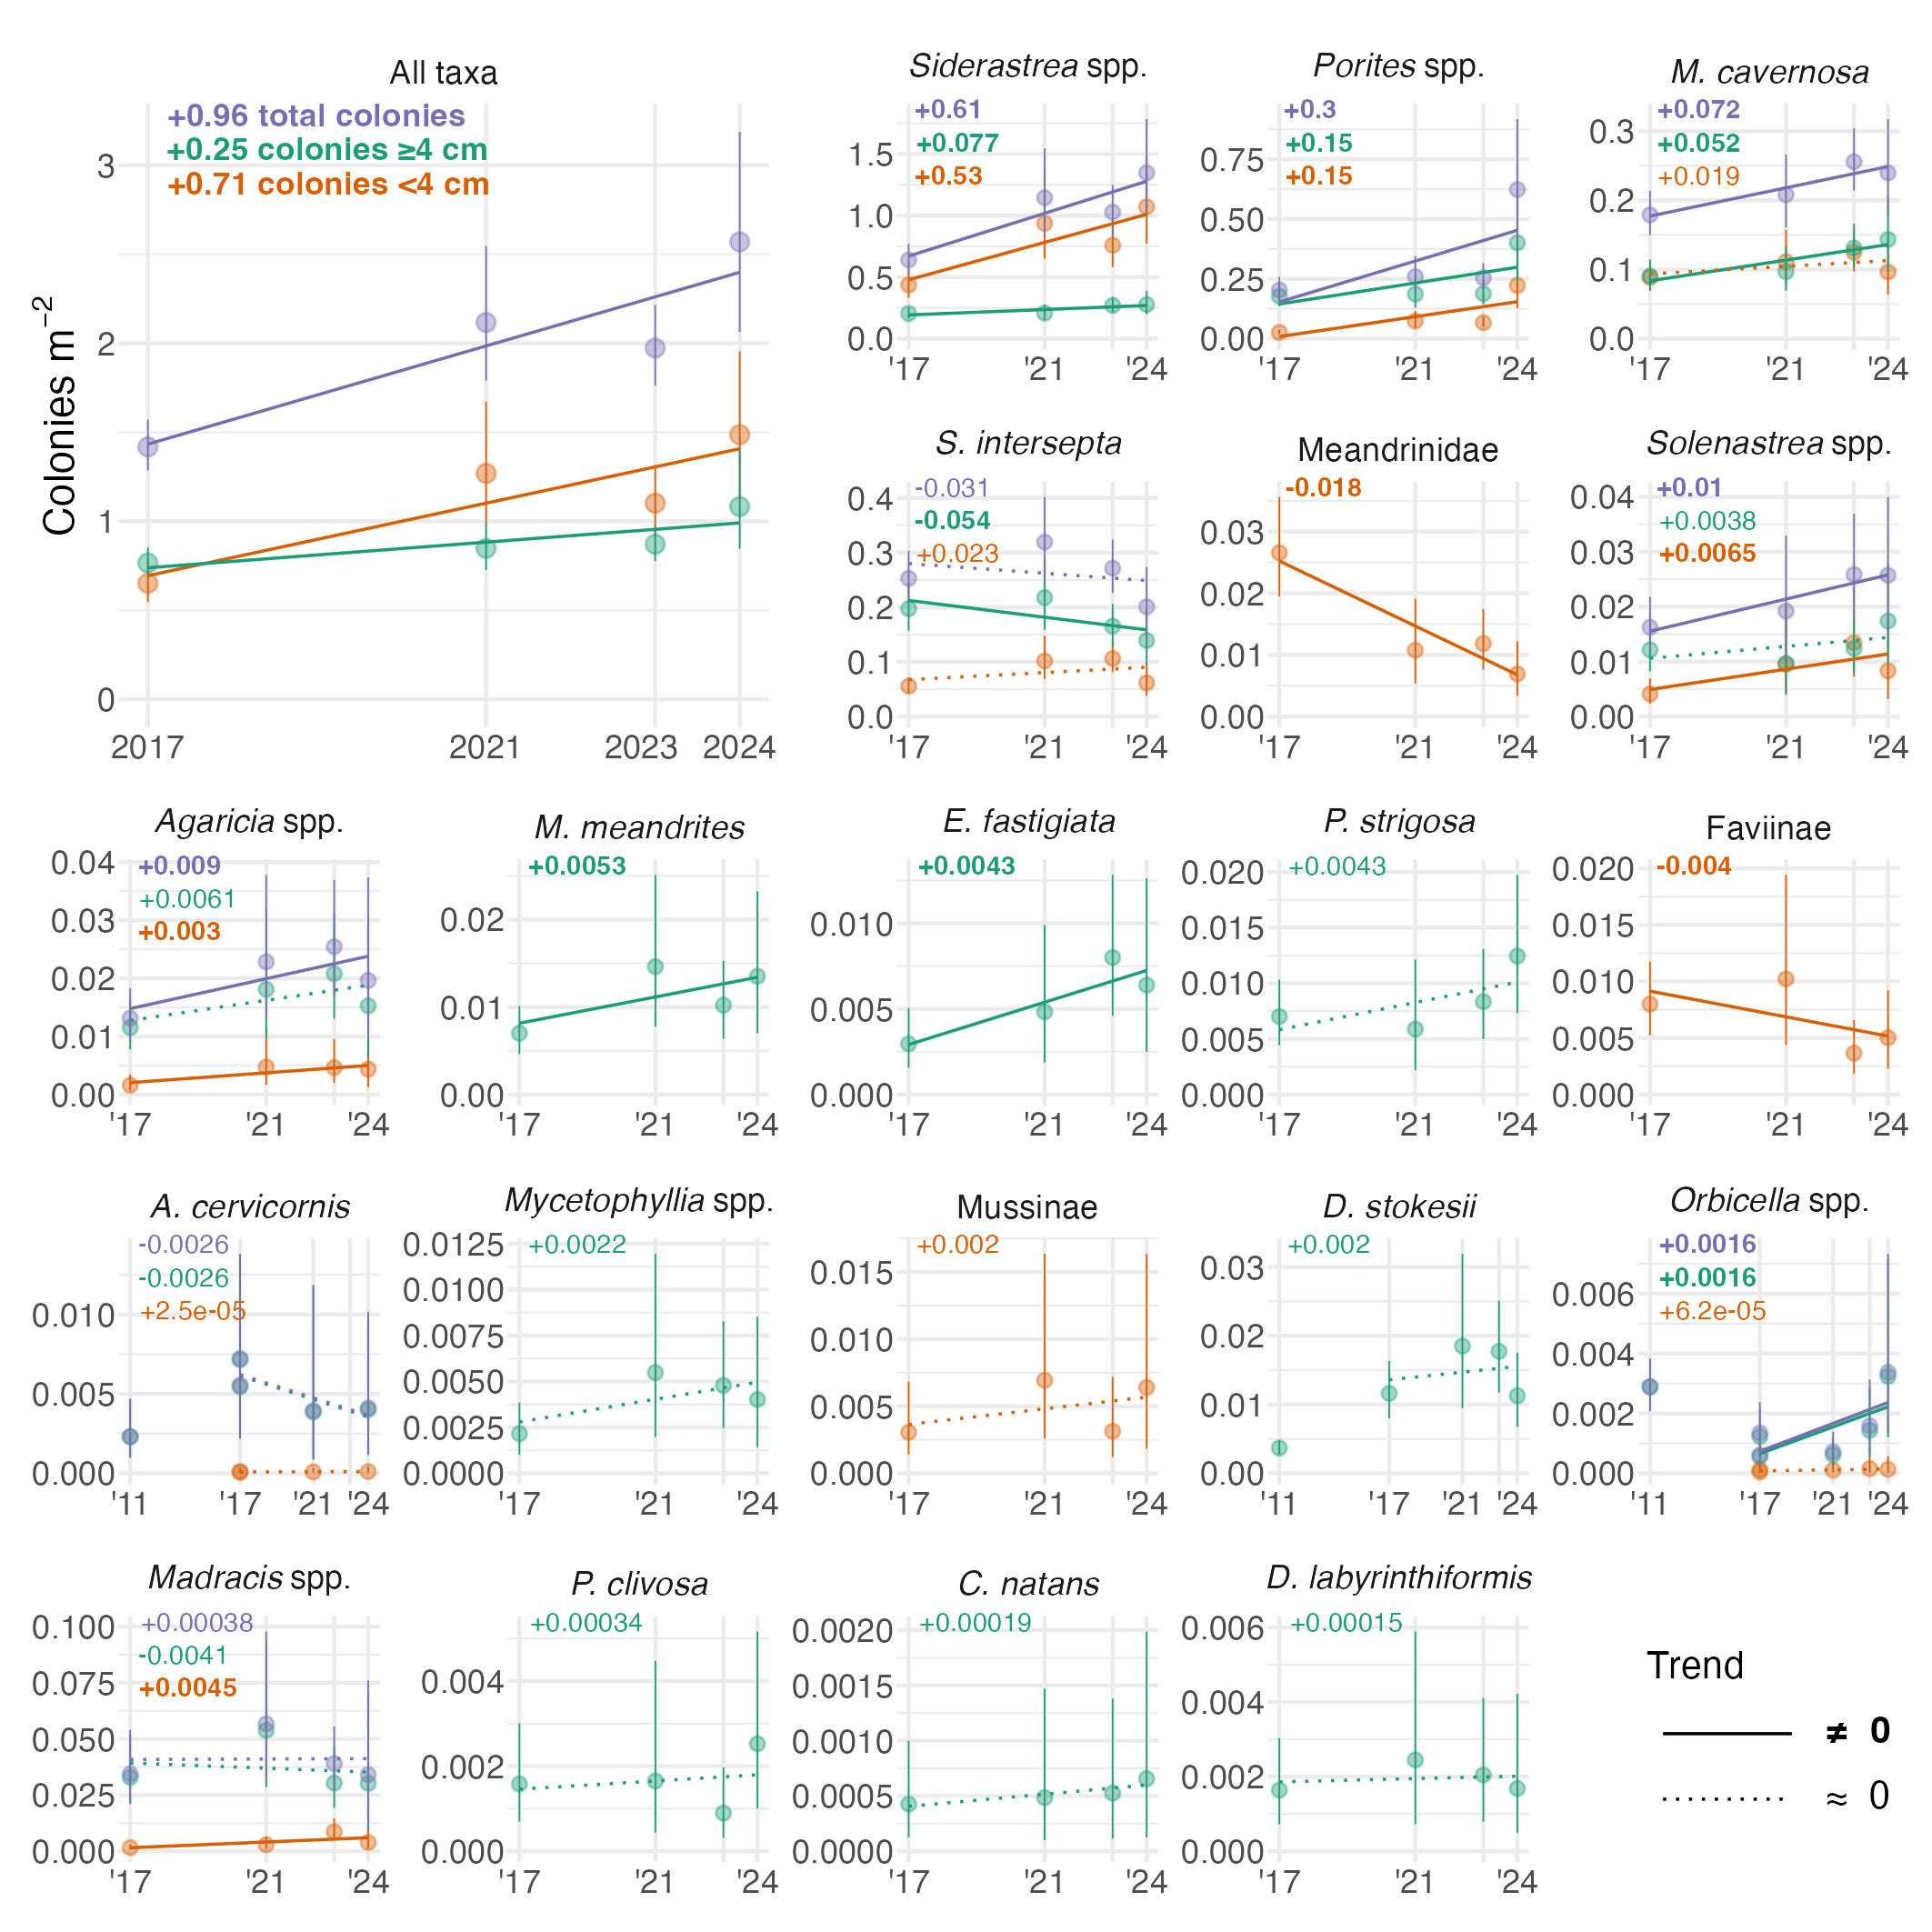 All taxa
+0.96 total colonies
+0.25 colonies ≥4 cm
+0.71 colonies <4 cm
Colonies m⁻²
3
2
1
0
2017 2021 2023 2024
Siderastrea spp.
+0.61
+0.077
+0.53
1.5
1.0
0.5
0.0
'17 '21 '24
Porites spp.
+0.3
+0.15
+0.15
0.75
0.50
0.25
0.00
'17 '21 '24
M. cavernosa
+0.072
+0.052
+0.019
0.3
0.2
0.1
0.0
'17 '21 '24
S. intersepta
-0.031
-0.054
+0.023
0.4
0.3
0.2
0.1
0.0
'17 '21 '24
Meandrinidae
-0.018
0.03
0.02
0.01
0.00
'17 '21 '24
Solenastrea spp.
+0.01
+0.0038
+0.0065
0.04
0.03
0.02
0.01
0.00
'17 '21 '24
Agaricia spp.
+0.009
+0.0061
+0.003
0.04
0.03
0.02
0.01
0.00
'17 '21 '24
M. meandrites
+0.0053
0.02
0.01
0.00
'17 '21 '24
E. fastigiata
+0.0043
0.010
0.005
0.000
'17 '21 '24
P. strigosa
+0.0043
0.020
0.015
0.010
0.005
0.000
'17 '21 '24
Faviinae
-0.004
0.020
0.015
0.010
0.005
0.000
'17 '21 '24
A. cervicornis
-0.0026
-0.0026
+2.5e-05
0.010
0.005
0.000
'11 '17 '21 '24
Mycetophyllia spp.
+0.0022
0.0125
0.0100
0.0075
0.0050
0.0025
0.0000
'17 '21 '24
Mussinae
+0.002
0.015
0.010
0.005
0.000
'17 '21 '24
D. stokesii
+0.002
0.03
0.02
0.01
0.00
'11 '17 '21 '24
Orbicella spp.
+0.0016
+0.0016
+6.2e-05
0.006
0.004
0.002
0.000
'11 '17 '21 '24
Madracis spp.
+0.00038
-0.0041
+0.0045
0.100
0.075
0.050
0.025
0.000
'17 '21 '24
P. clivosa
+0.00034
0.004
0.002
0.000
'17 '21 '24
C. natans
+0.00019
0.0020
0.0015
0.0010
0.0005
0.0000
'17 '21 '24
D. labyrinthiformis
+0.00015
0.006
0.004
0.002
0.000
'17 '21 '24
Trend
≠ 0
≈ 0